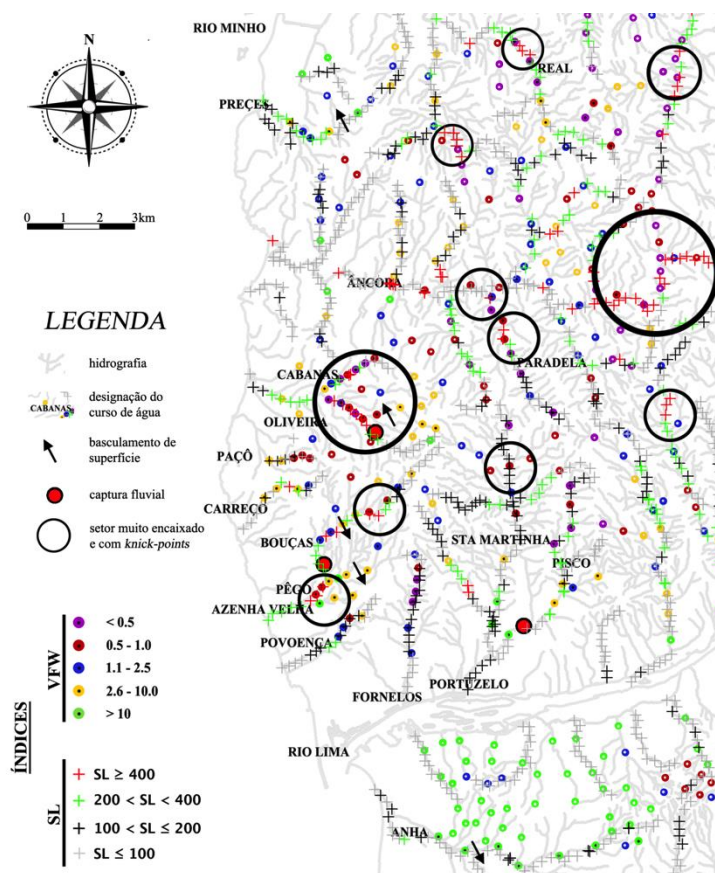 RIO MINHO
N
REAL
PREÇES
0 1 2 3km
ÂNCORA
LEGENDA
hidrografia
PARADELA
CABANAS
designação do
CABANAS
curso de água
OLIVEIRA
basculamento de
superfície
PAÇÔ
captura fluvial
CARREÇO
setor muito encaixado
e com knick-points
BOUÇAS
STA MARTINHA
PISCO
PÊGO
AZENHA VELHA
POVOENÇA
PORTUZELO
FORNELOS
ÍNDICES
VFW
< 0.5
0.5 - 1.0
1.1 - 2.5
2.6 - 10.0
> 10
RIO LIMA
SL
SL ≥ 400
200 < SL < 400
100 < SL ≤ 200
SL ≤ 100
ANHA